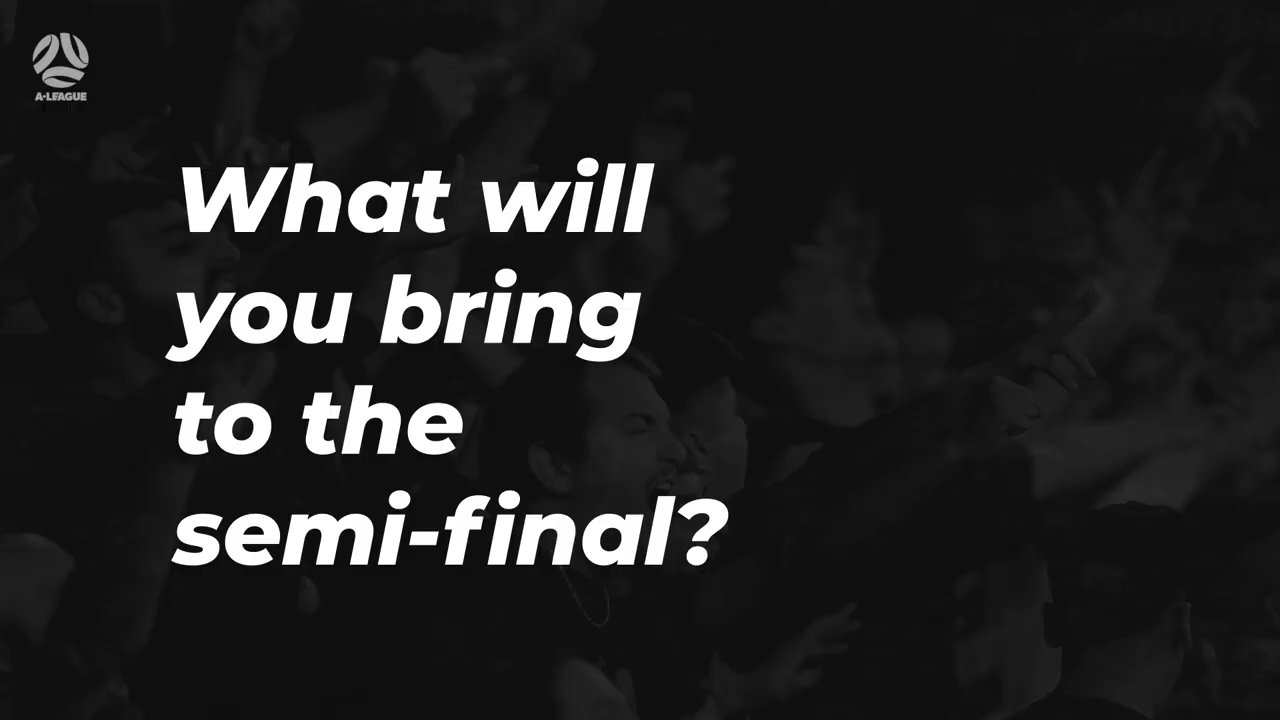 A-LEAGUE
What will
you bring
to the
semi-final?